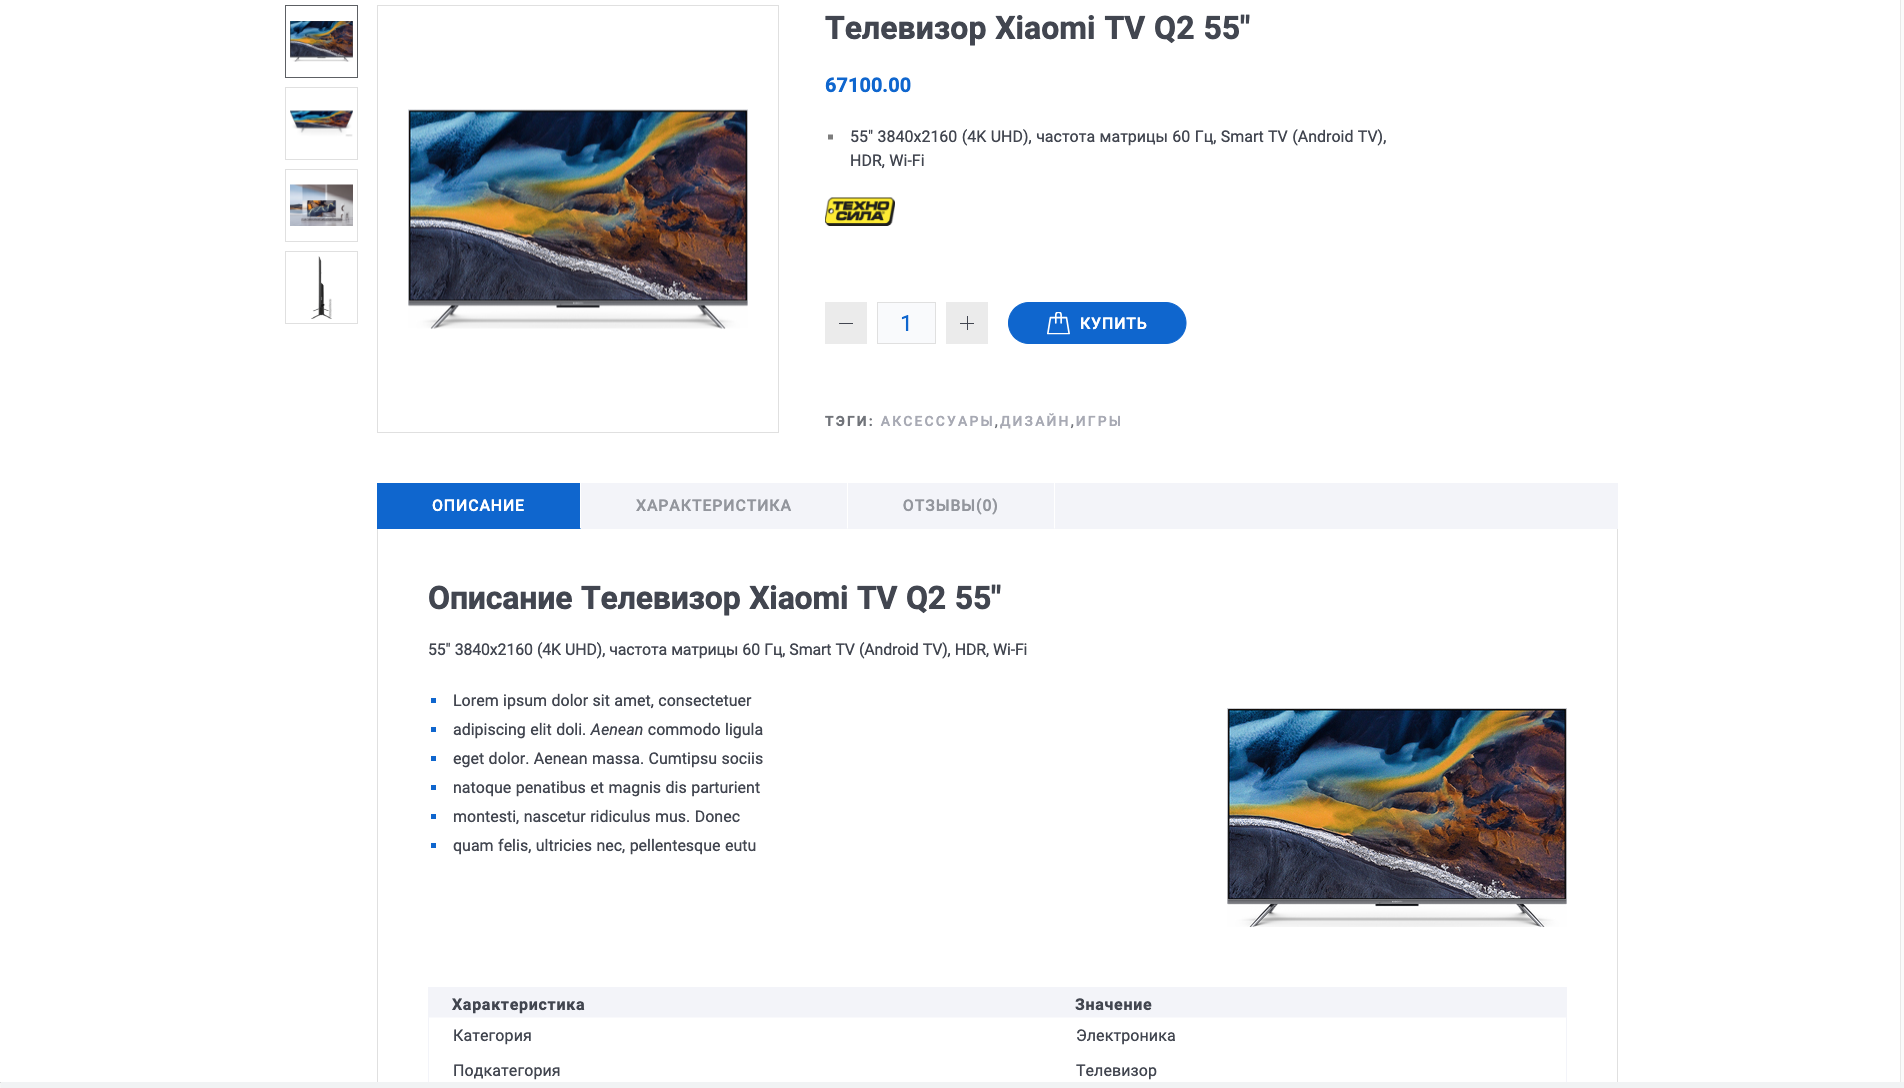 Телевизор Xiaomi TV Q2 55"
67100.00
55" 3840x2160 (4K UHD), частота матрицы 60 Гц, Smart TV (Android TV),
HDR, Wi-Fi
ТЕХНО
СИЛА
1
КУПИТЬ
ТЭГИ: АКСЕССУАРЫ,ДИЗАЙН,ИГРЫ
ОПИСАНИЕ
ХАРАКТЕРИСТИКА
ОТЗЫВЫ(0)
Описание Телевизор Xiaomi TV Q2 55"
55" 3840x2160 (4K UHD), частота матрицы 60 Гц, Smart TV (Android TV), HDR, Wi-Fi
Lorem ipsum dolor sit amet, consectetuer
adipiscing elit doli. Aenean commodo ligula
eget dolor. Aenean massa. Cumtipsu sociis
natoque penatibus et magnis dis parturient
montesti, nascetur ridiculus mus. Donec
quam felis, ultricies nec, pellentesque eutu
Характеристика Значение
Категория Электроника
Подкатегория Телевизор